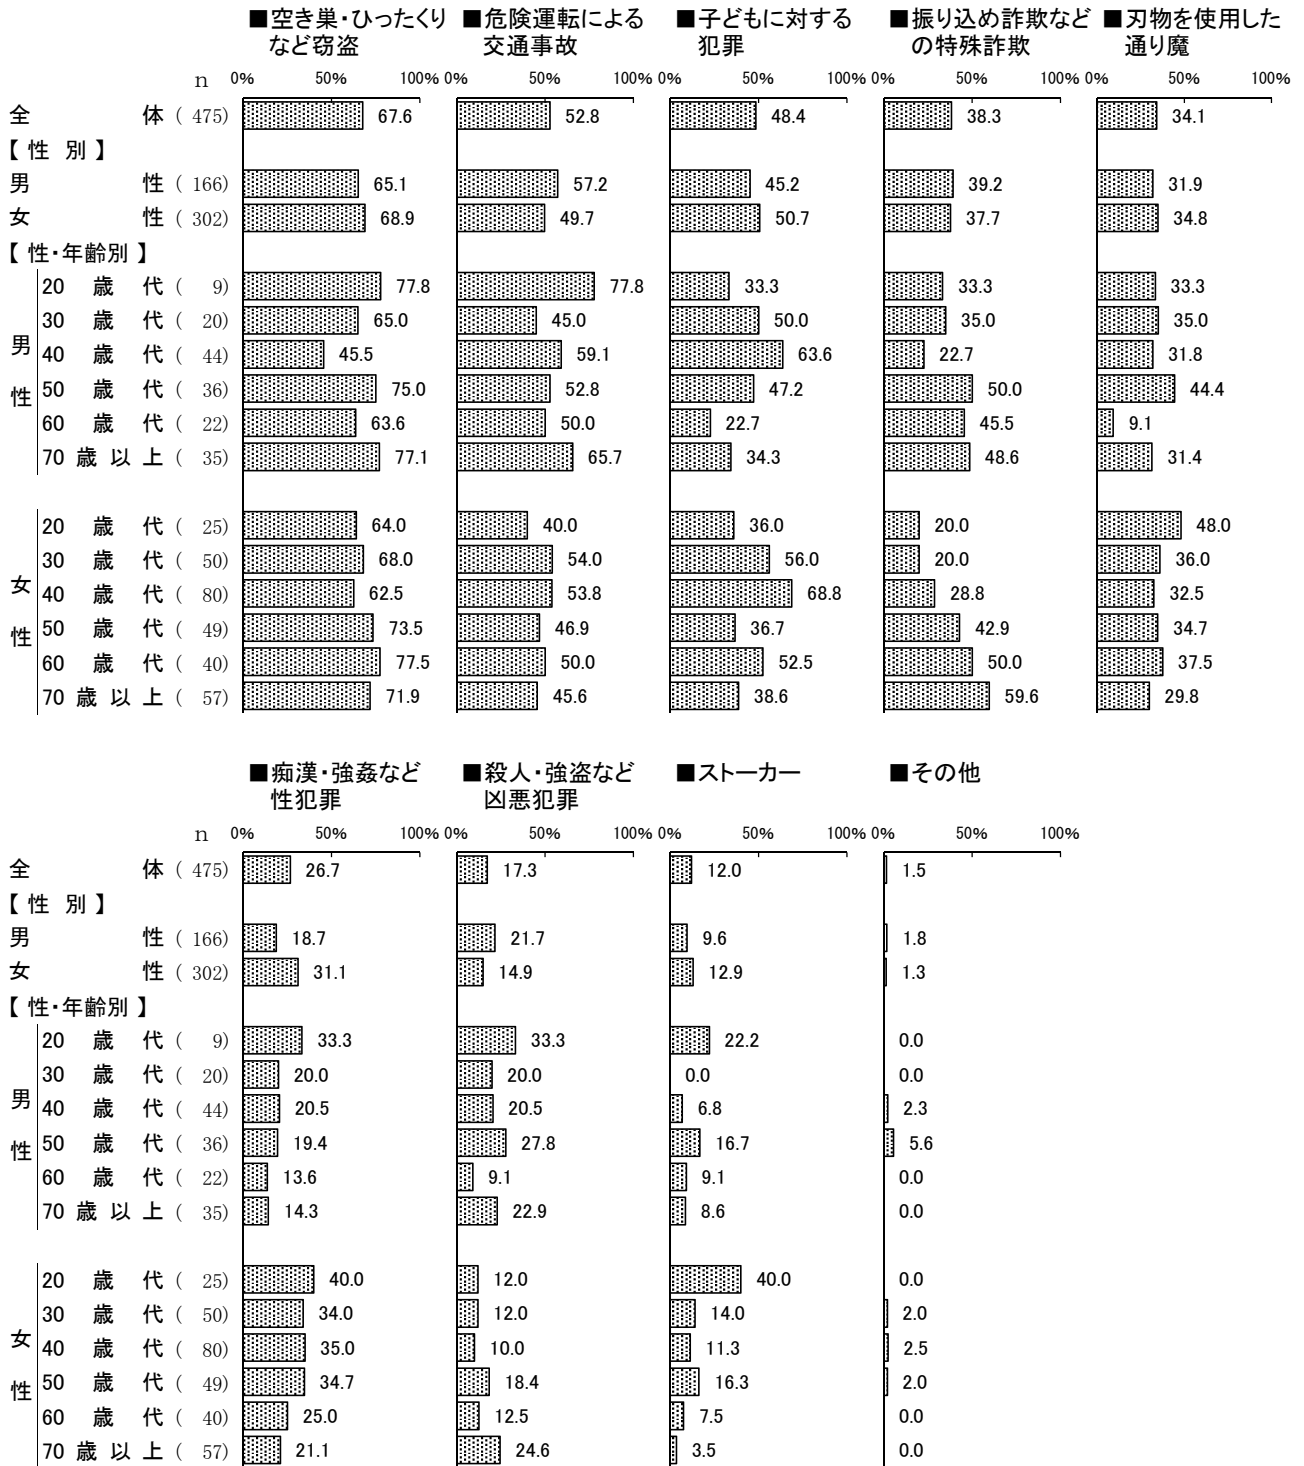 ■空き巣・ひったくり ■危険運転による ■子どもに対する ■振り込め詐欺など ■刃物を使用した
など窃盗 交通事故 犯罪 の特殊詐欺 通り魔
n 0% 50% 100% 0% 50% 100% 0% 50% 100% 0% 50% 100% 0% 50% 100%
全体 ( 475) 67.6 52.8 48.4 38.3 34.1
【 性 別 】
男性 ( 166) 65.1 57.2 45.2 39.2 31.9
女性 ( 302) 68.9 49.7 50.7 37.7 34.8
【 性・年齢別 】
男性
20 歳 代 ( 9) 77.8 77.8 33.3 33.3 33.3
30 歳 代 ( 20) 65.0 45.0 50.0 35.0 35.0
40 歳 代 ( 44) 45.5 59.1 63.6 22.7 31.8
50 歳 代 ( 36) 75.0 52.8 47.2 50.0 44.4
60 歳 代 ( 22) 63.6 50.0 22.7 45.5 9.1
70 歳 以 上 ( 35) 77.1 65.7 34.3 48.6 31.4
女性
20 歳 代 ( 25) 64.0 40.0 36.0 20.0 48.0
30 歳 代 ( 50) 68.0 54.0 56.0 20.0 36.0
40 歳 代 ( 80) 62.5 53.8 68.8 28.8 32.5
50 歳 代 ( 49) 73.5 46.9 36.7 42.9 34.7
60 歳 代 ( 40) 77.5 50.0 52.5 50.0 37.5
70 歳 以 上 ( 57) 71.9 45.6 38.6 59.6 29.8
■痴漢・強姦など ■殺人・強盗など ■ストーカー ■その他
性犯罪 凶悪犯罪
n 0% 50% 100% 0% 50% 100% 0% 50% 100% 0% 50% 100%
全体 ( 475) 26.7 17.3 12.0 1.5
【 性 別 】
男性 ( 166) 18.7 21.7 9.6 1.8
女性 ( 302) 31.1 14.9 12.9 1.3
【 性・年齢別 】
男性
20 歳 代 ( 9) 33.3 33.3 22.2 0.0
30 歳 代 ( 20) 20.0 20.0 0.0 0.0
40 歳 代 ( 44) 20.5 20.5 6.8 2.3
50 歳 代 ( 36) 19.4 27.8 16.7 5.6
60 歳 代 ( 22) 13.6 9.1 9.1 0.0
70 歳 以 上 ( 35) 14.3 22.9 8.6 0.0
女性
20 歳 代 ( 25) 40.0 12.0 40.0 0.0
30 歳 代 ( 50) 34.0 12.0 14.0 2.0
40 歳 代 ( 80) 35.0 10.0 11.3 2.5
50 歳 代 ( 49) 34.7 18.4 16.3 2.0
60 歳 代 ( 40) 25.0 12.5 7.5 0.0
70 歳 以 上 ( 57) 21.1 24.6 3.5 0.0